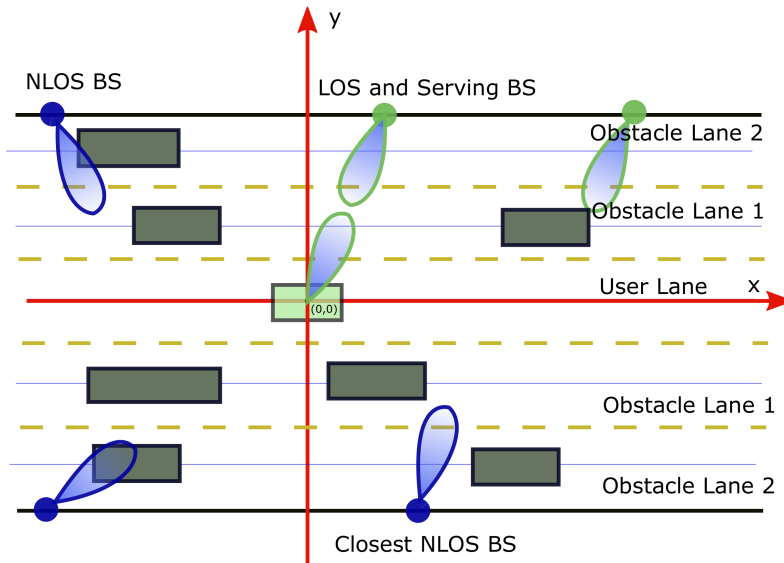 y
NLOS BS
LOS and Serving BS
Obstacle Lane 2
Obstacle Lane 1
User Lane
x
(0,0)
Obstacle Lane 1
Obstacle Lane 2
Closest NLOS BS